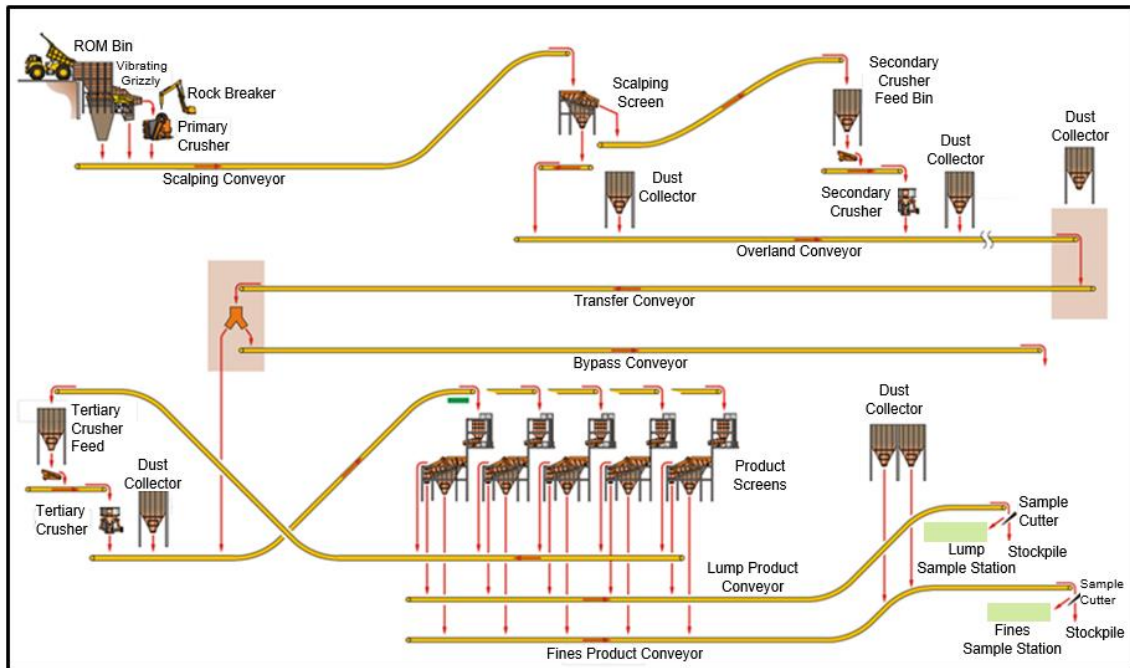 ROM Bin
Vibrating
Grizzly
Rock Breaker
Primary
Crusher
Scalping Conveyor
Scalping
Screen
Secondary
Crusher
Feed Bin
Dust
Collector
Dust
Collector
Dust
Collector
Secondary
Crusher
Overland Conveyor
Transfer Conveyor
Bypass Conveyor
Tertiary
Crusher
Feed
Dust
Collector
Tertiary
Crusher
Product
Screens
Dust
Collector
Sample
Cutter
Lump
Sample Station
Stockpile
Lump Product
Conveyor
Sample
Cutter
Fines
Sample Station
Stockpile
Fines Product Conveyor